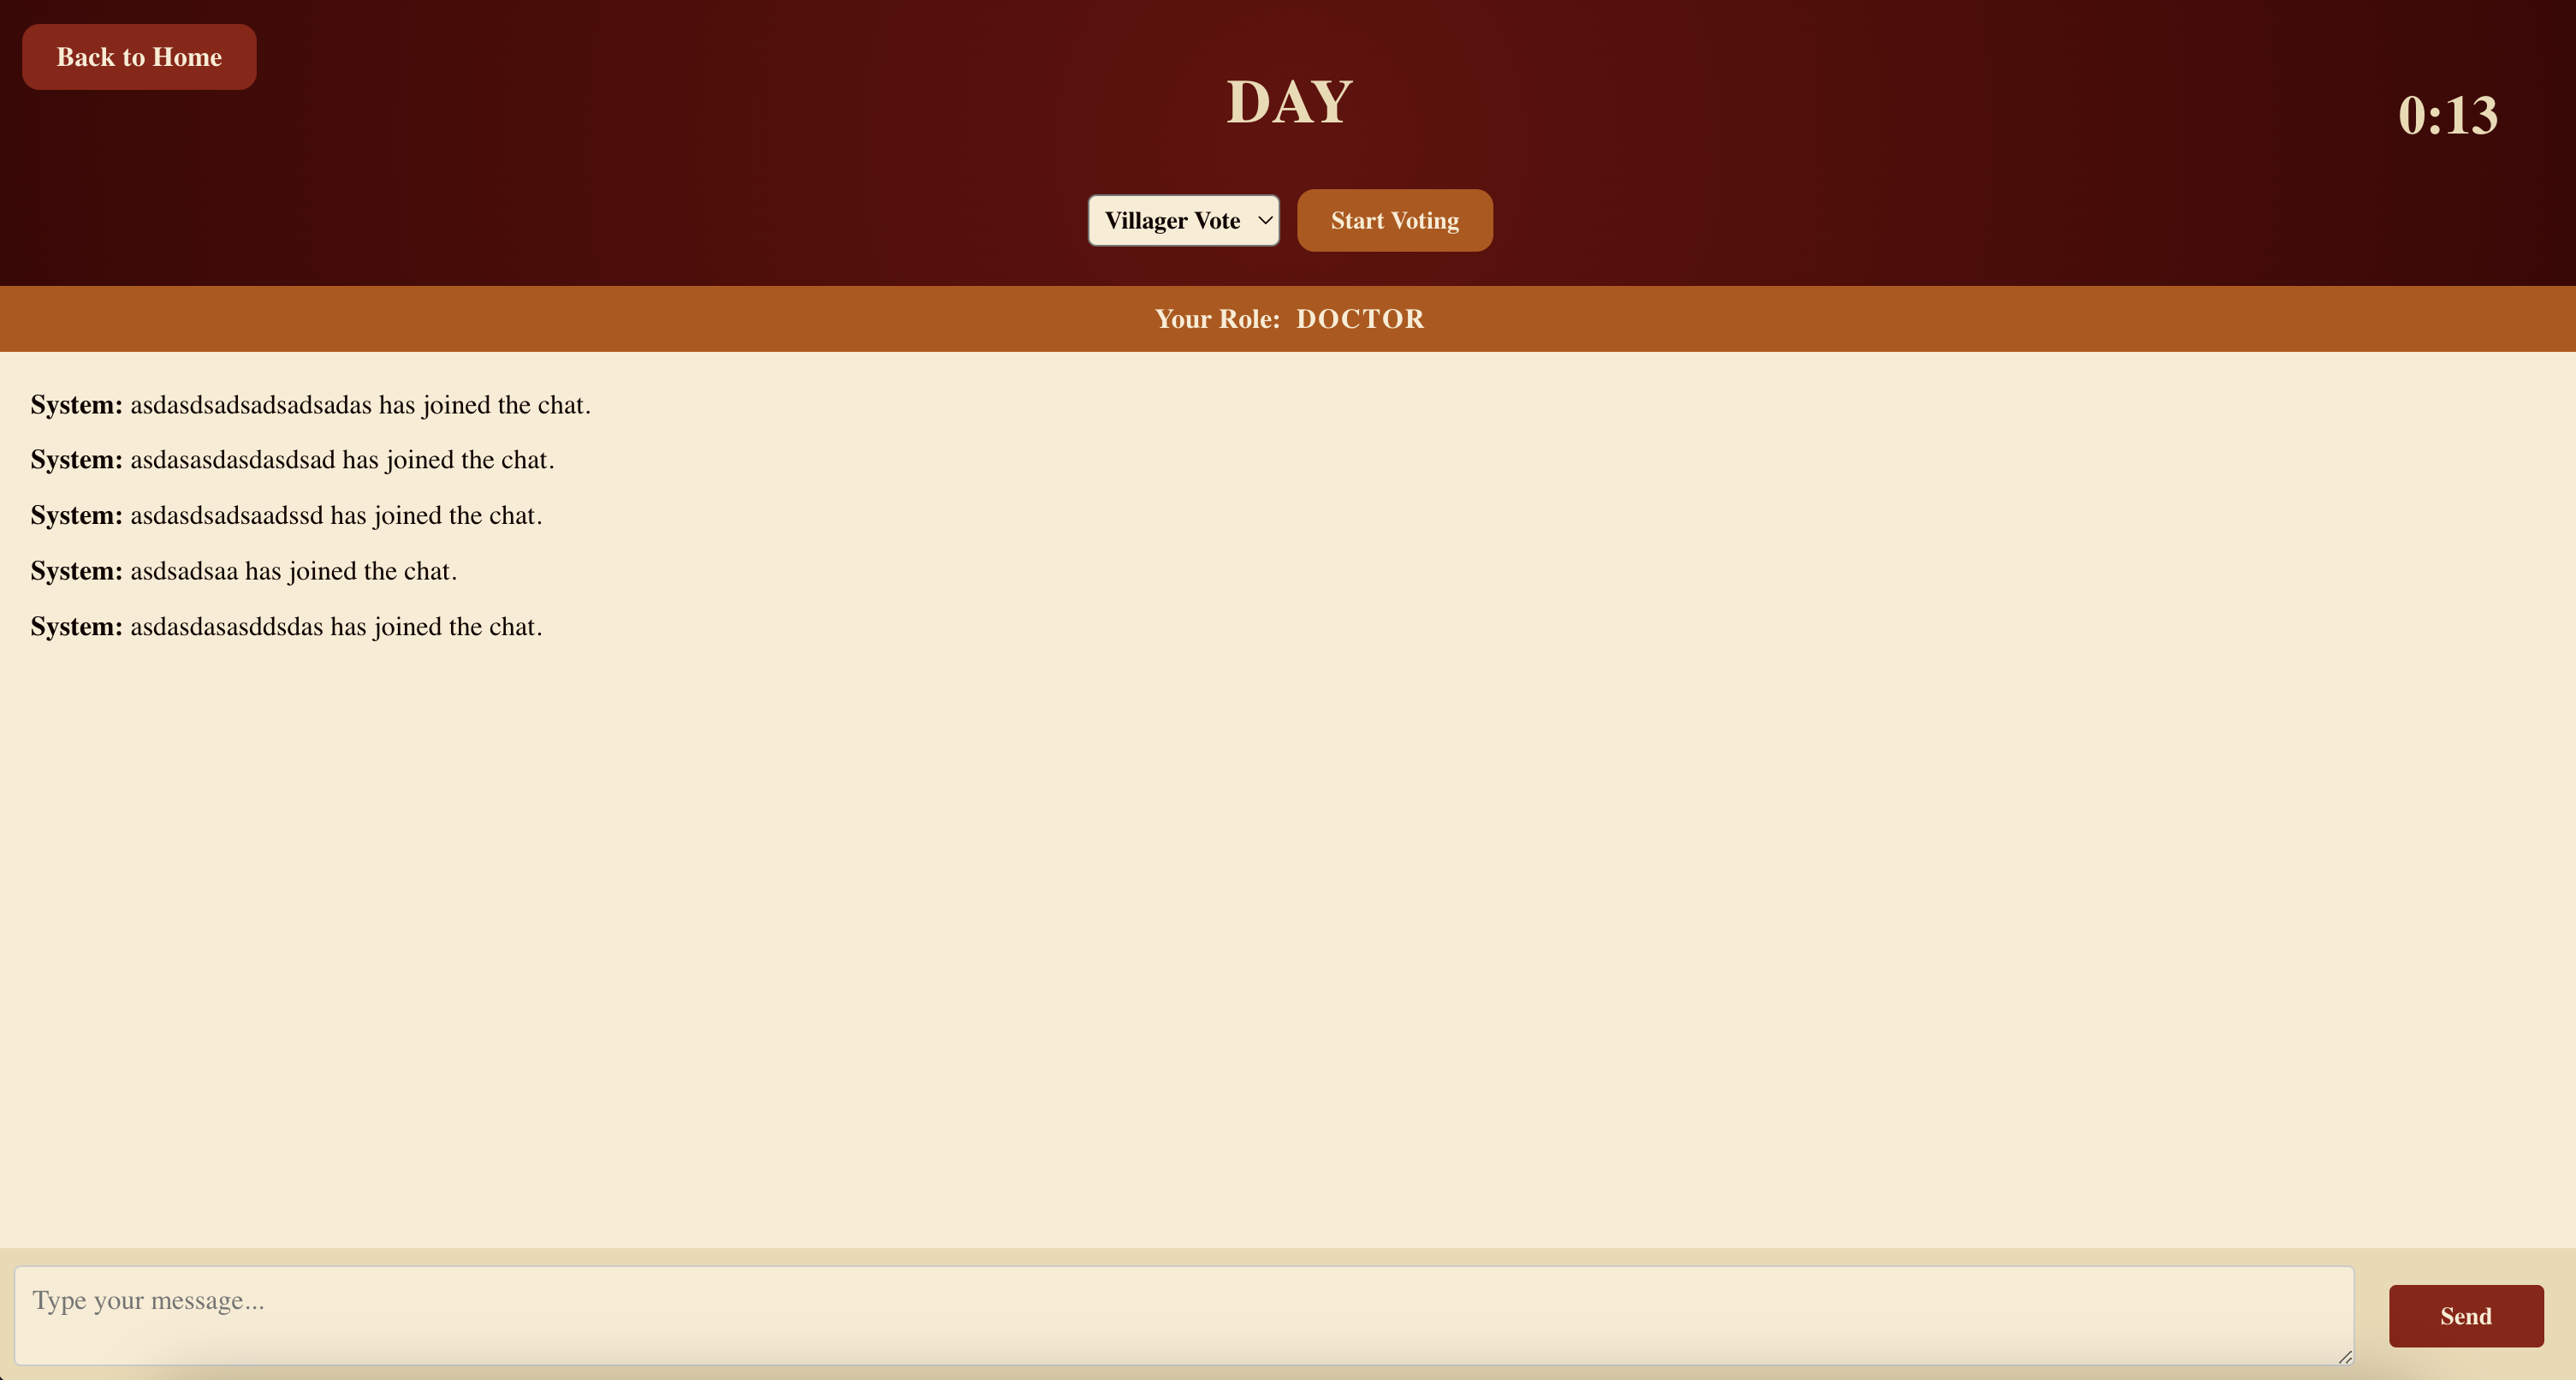 Back to Home
DAY
0:13
Villager Vote
Start Voting
Your Role: DOCTOR
System: asdasdsadsadsadsadas has joined the chat.
System: asdasasdasdasdsad has joined the chat.
System: asdasdsadsaadssd has joined the chat.
System: asdsadsaa has joined the chat.
System: asdasdasasddsdas has joined the chat.
Type your message...
Send